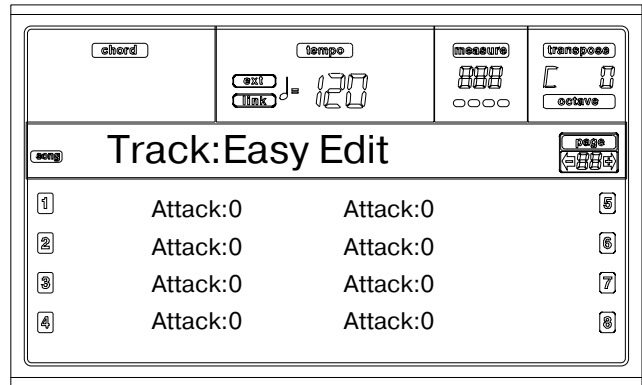 chord tempo measure transpose
ext
link
= 120 888 C 0
octave
song Track:Easy Edit page
88
1 Attack:0 Attack:0 5
2 Attack:0 Attack:0 6
3 Attack:0 Attack:0 7
4 Attack:0 Attack:0 8